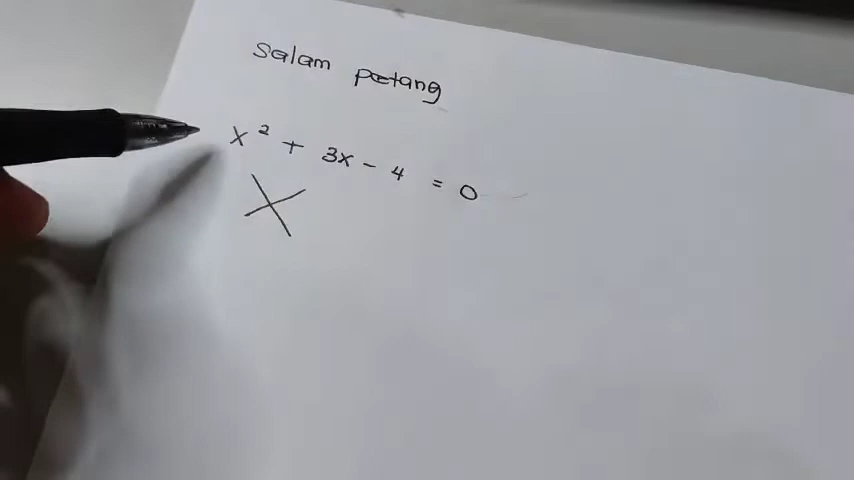 Salam petang
x² + 3x - 4 = 0